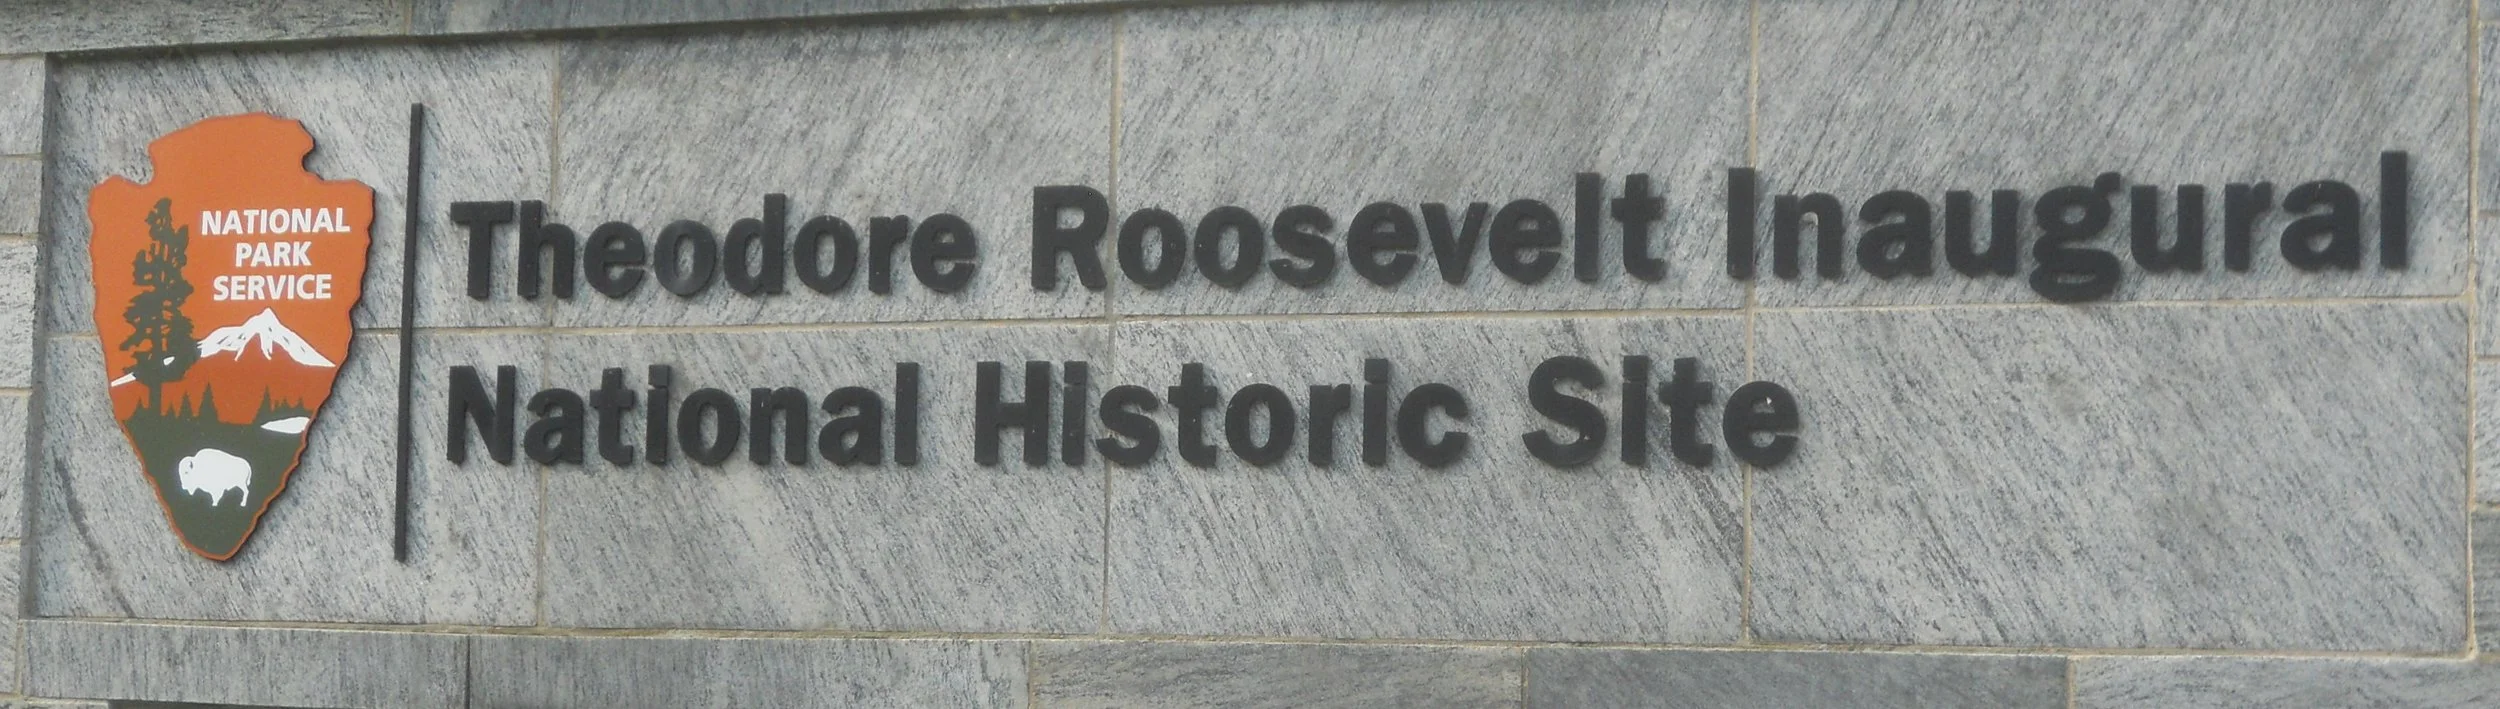 NATIONAL
PARK
SERVICE
Theodore Roosevelt Inaugural
National Historic Site